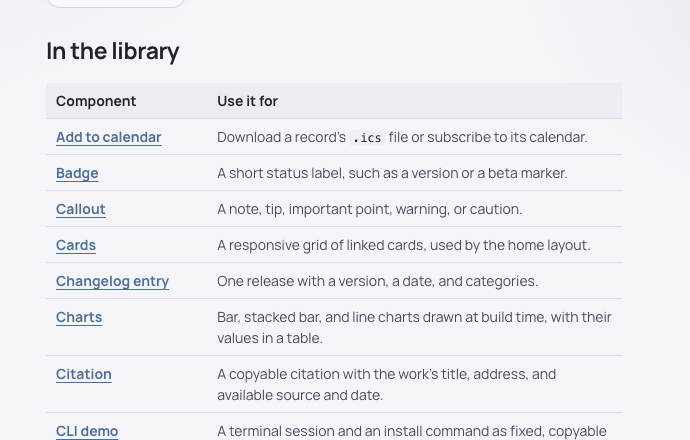 In the library
Component Use it for
Add to calendar Download a record's .ics file or subscribe to its calendar.
Badge A short status label, such as a version or a beta marker.
Callout A note, tip, important point, warning, or caution.
Cards A responsive grid of linked cards, used by the home layout.
Changelog entry One release with a version, a date, and categories.
Charts Bar, stacked bar, and line charts drawn at build time, with their
values in a table.
Citation A copyable citation with the work's title, address, and
available source and date.
CLI demo A terminal session and an install command as fixed, copyable